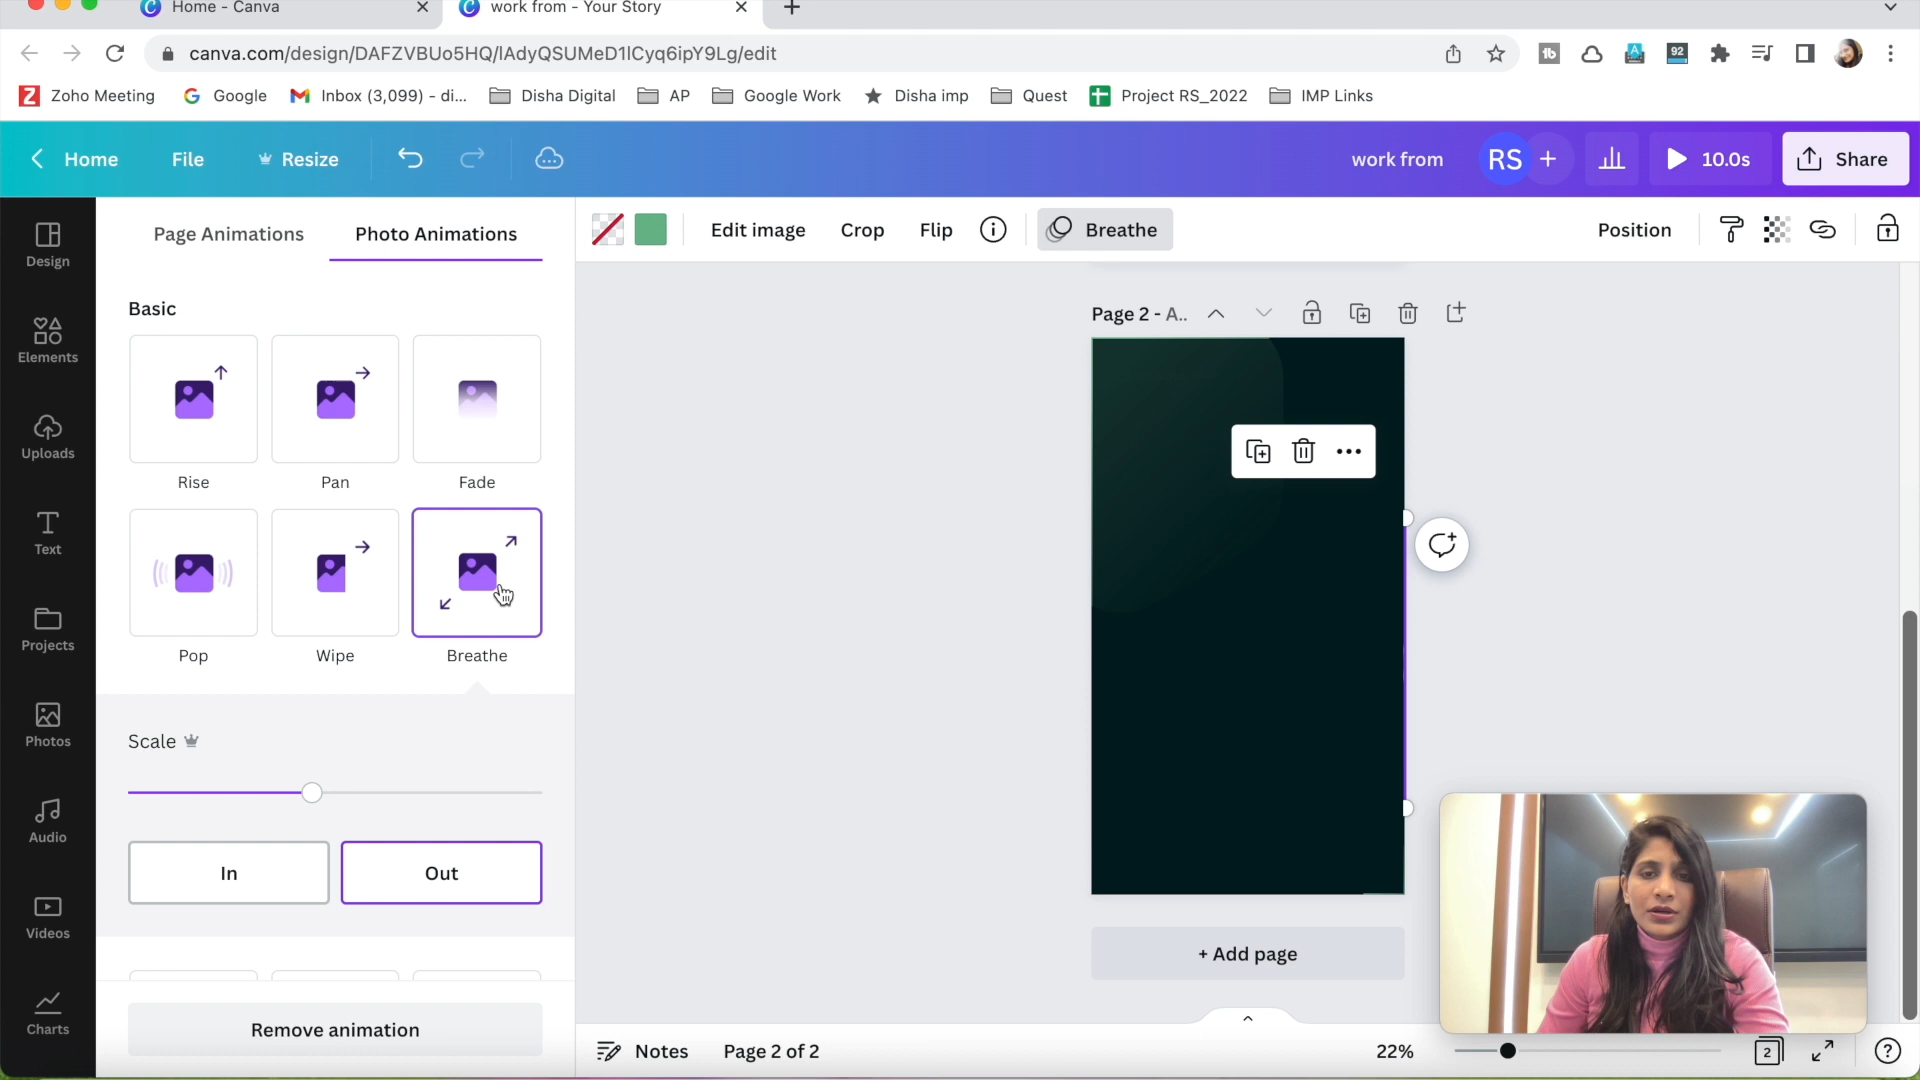 Home - Canva
work from - Your Story
canva.com/design/DAFZVBUo5HQ/lAdyQSUMeD1lCyq6ipY9Lg/edit
92
Zoho Meeting
Google
Inbox (3,099) - di...
Disha Digital
AP
Google Work
Disha imp
Quest
Project RS_2022
IMP Links
Home
File
Resize
work from
RS
10.0s
Share
Page Animations
Photo Animations
Edit image
Crop
Flip
Breathe
Position
Design
Elements
Uploads
Text
Projects
Photos
Audio
Videos
Charts
Basic
Rise
Pan
Fade
Pop
Wipe
Breathe
Scale
In
Out
Remove animation
Page 2 - A..
+ Add page
Notes
Page 2 of 2
22%
2